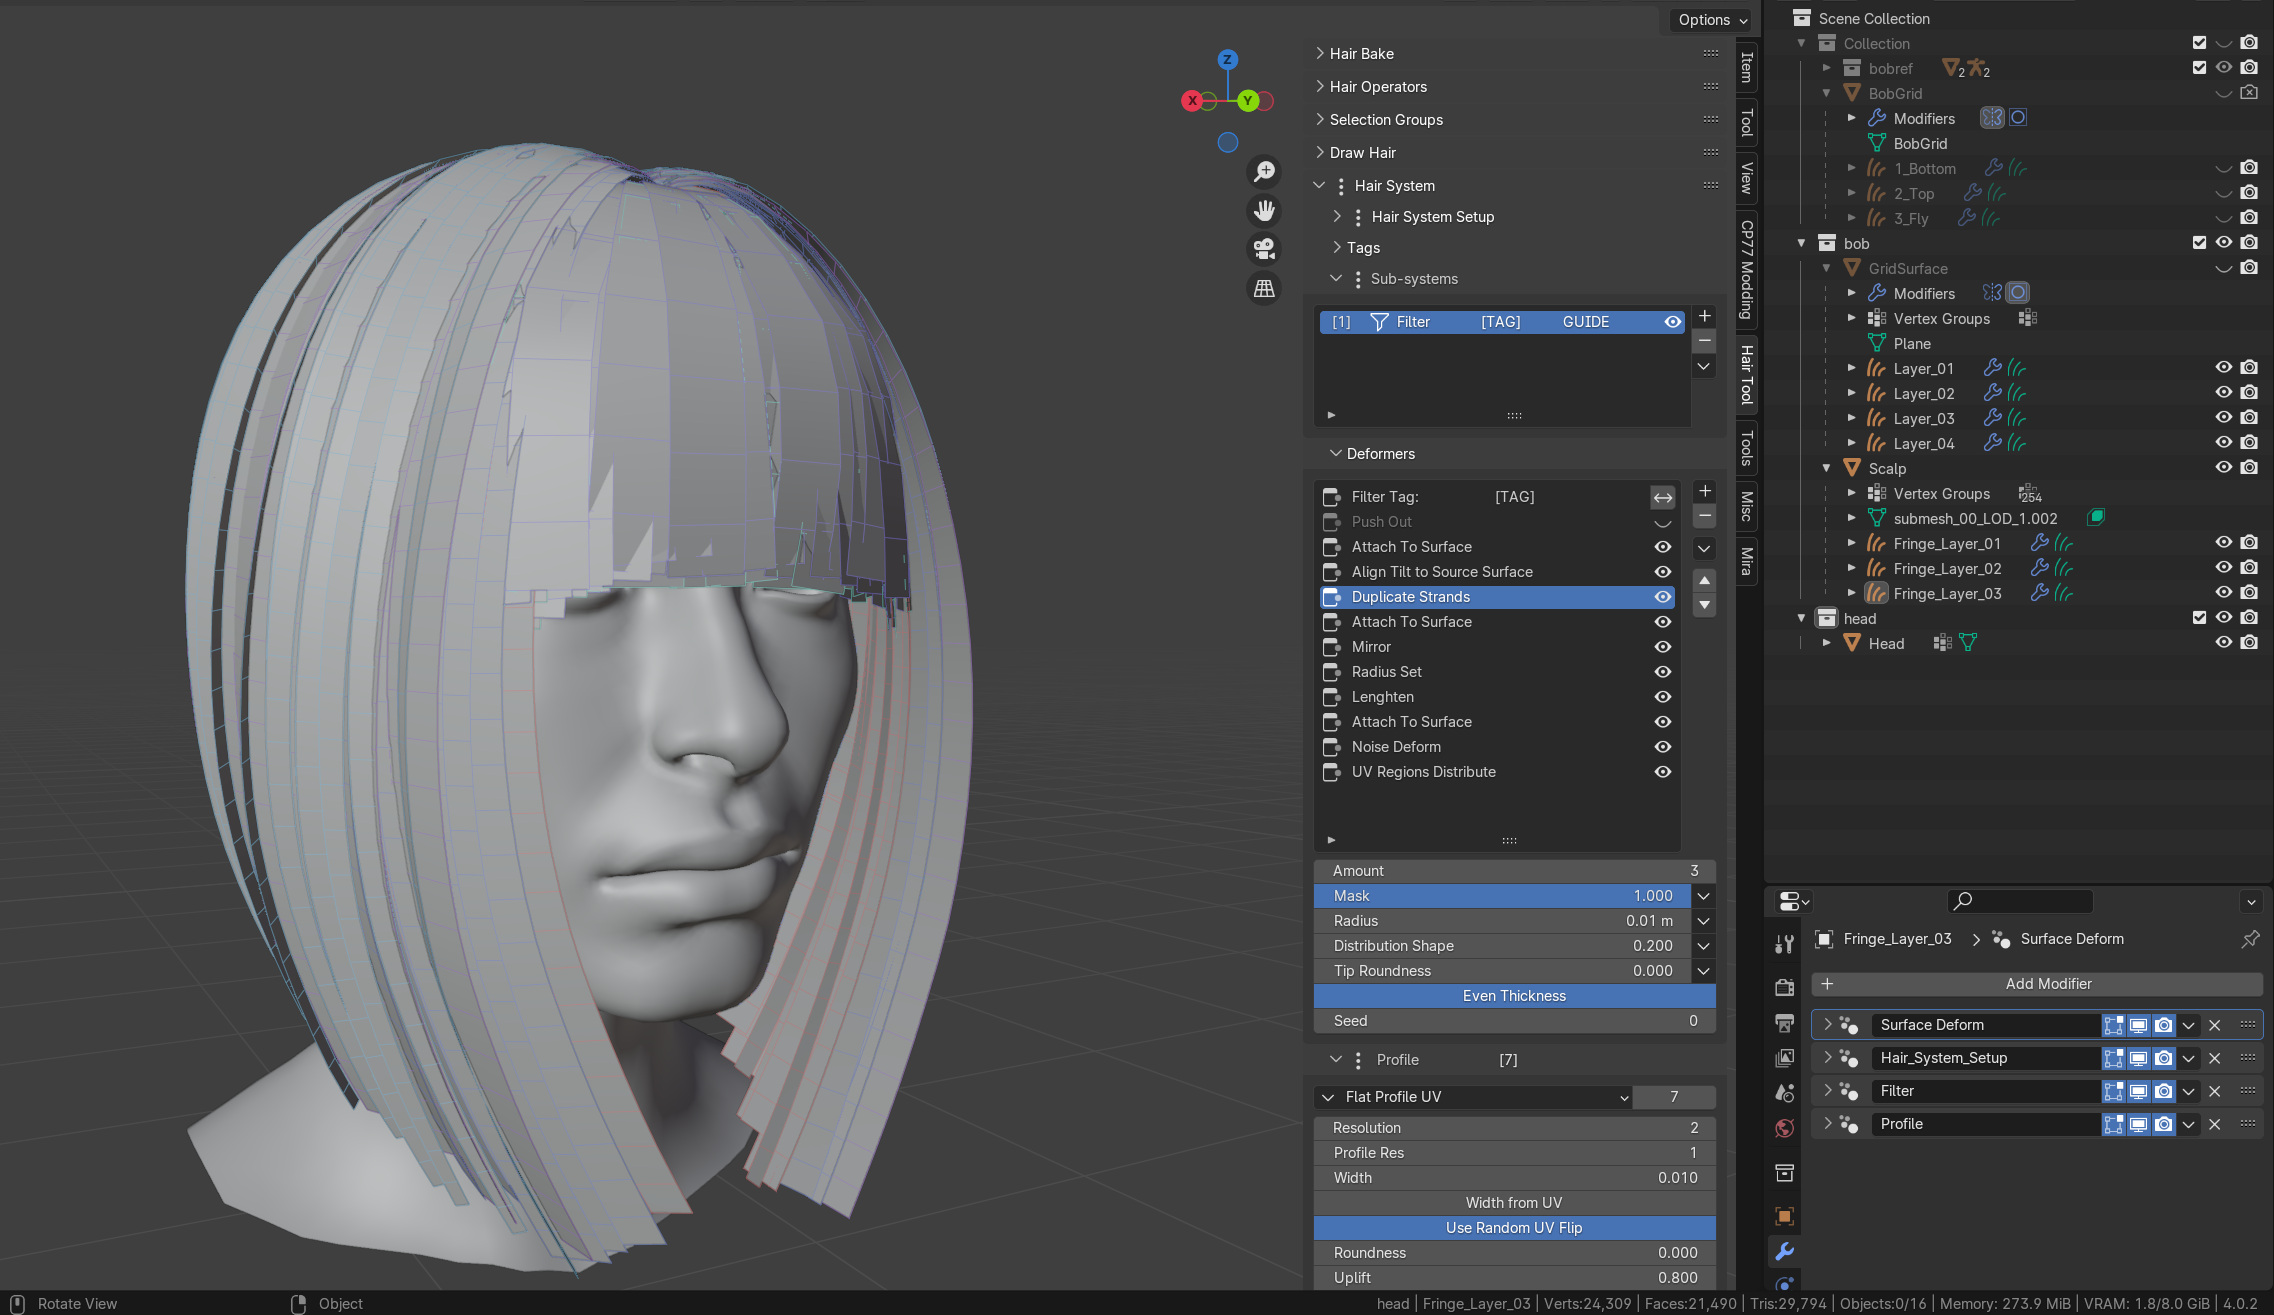 Options
Z
X
Y
Hair Bake
Hair Operators
Selection Groups
Draw Hair
Hair System
Hair System Setup
Tags
Sub-systems
[1] Filter [TAG] GUIDE
Deformers
Filter Tag: [TAG]
Push Out
Attach To Surface
Align Tilt to Source Surface
Duplicate Strands
Attach To Surface
Mirror
Radius Set
Lenghten
Attach To Surface
Noise Deform
UV Regions Distribute
Amount 3
Mask 1.000
Radius 0.01 m
Distribution Shape 0.200
Tip Roundness 0.000
Even Thickness
Seed 0
Profile [7]
Flat Profile UV 7
Resolution 2
Profile Res 1
Width 0.010
Width from UV
Use Random UV Flip
Roundness 0.000
Uplift 0.800
Item
Tool
View
CP77 Modding
Hair Tool
Tools
Misc
Mira
Scene Collection
Collection
bobref 2 2
BobGrid
Modifiers
BobGrid
1_Bottom
2_Top
3_Fly
bob
GridSurface
Modifiers
Vertex Groups
Plane
Layer_01
Layer_02
Layer_03
Layer_04
Scalp
Vertex Groups 254
submesh_00_LOD_1.002
Fringe_Layer_01
Fringe_Layer_02
Fringe_Layer_03
head
Head
Fringe_Layer_03 Surface Deform
Add Modifier
Surface Deform
Hair_System_Setup
Filter
Profile
Rotate View Object
head | Fringe_Layer_03 | Verts:24,309 | Faces:21,490 | Tris:29,794 | Objects:0/16 | Memory: 273.9 MiB | VRAM: 1.8/8.0 GiB | 4.0.2